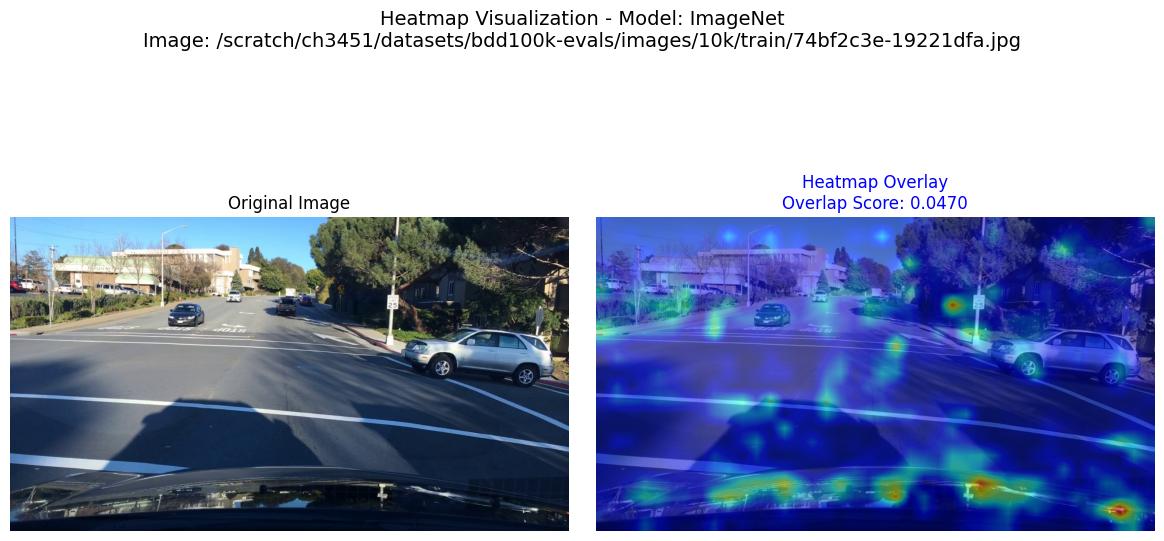 Heatmap Visualization - Model: ImageNet
Image: /scratch/ch3451/datasets/bdd100k-evals/images/10k/train/74bf2c3e-19221dfa.jpg
Original Image
Heatmap Overlay
Overlap Score: 0.0470
STOP